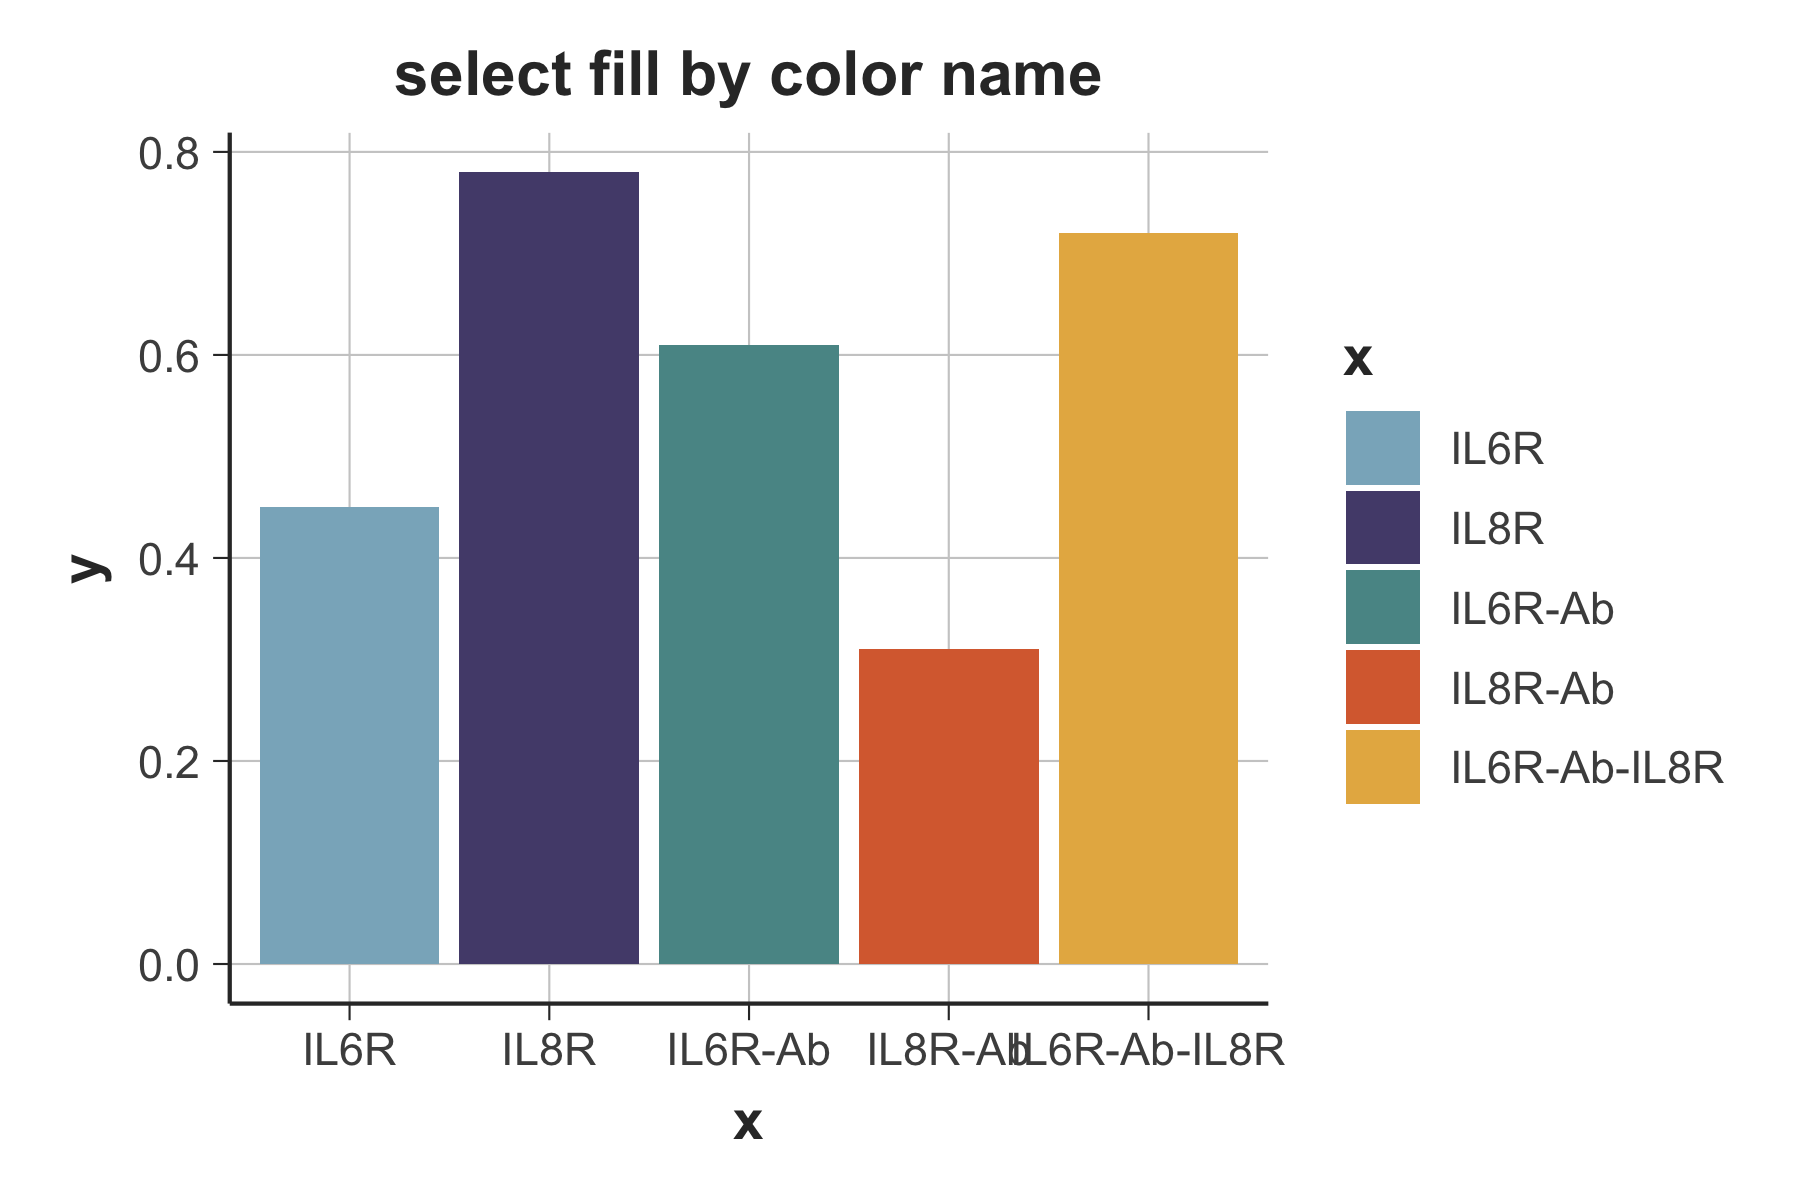 select fill by color name
y
0.8
0.6
0.4
0.2
0.0
IL6R IL8R IL6R-Ab IL8R-Ab IL6R-Ab-IL8R
x
x
IL6R
IL8R
IL6R-Ab
IL8R-Ab
IL6R-Ab-IL8R